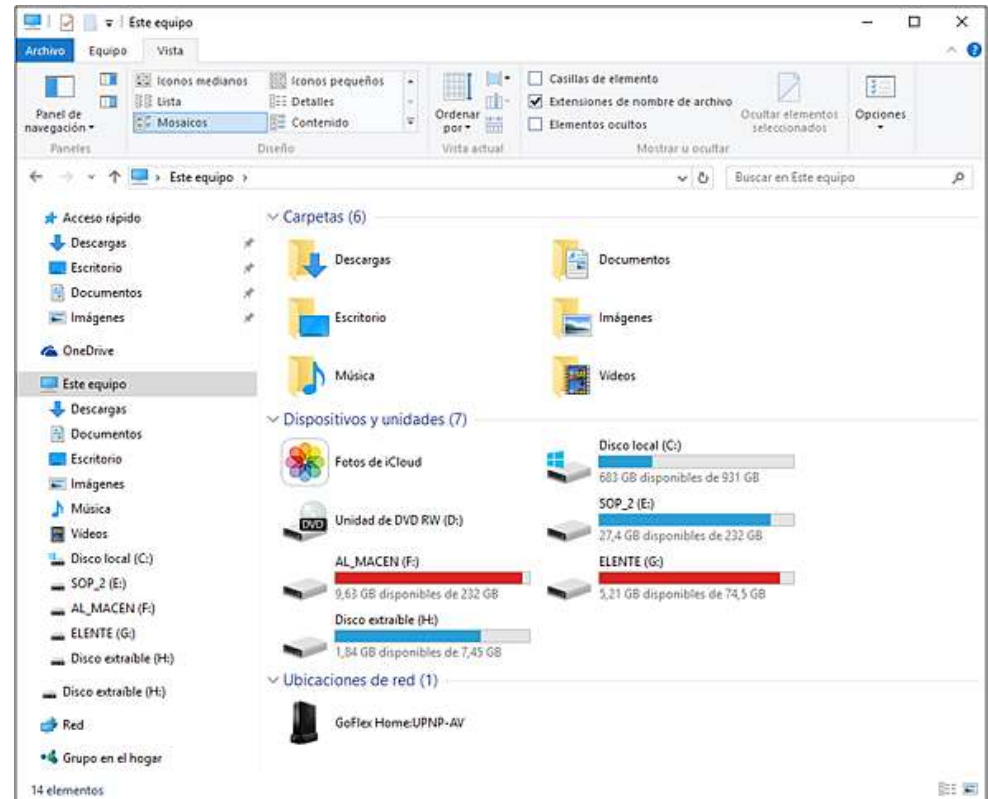 Este equipo
Archivo Equipo Vista
Panel de navegación
Iconos medianos Iconos pequeños
Lista Detalles
Mosaicos Contenido
Ordenar por
Casillas de elemento
Extensiones de nombre de archivo
Elementos ocultos
Ocultar elementos seleccionados
Opciones
Paneles Diseño Vista actual Mostrar u ocultar
Este equipo
Buscar en Este equipo
Acceso rápido
Descargas
Escritorio
Documentos
Imágenes
OneDrive
Este equipo
Descargas
Documentos
Escritorio
Imágenes
Música
Vídeos
Disco local (C:)
SOP_2 (E:)
AL_MACEN (F:)
ELENTE (G:)
Disco extraíble (H:)
Disco extraíble (H:)
Red
Grupo en el hogar
Carpetas (6)
Descargas Documentos
Escritorio Imágenes
Música Vídeos
Dispositivos y unidades (7)
Fotos de iCloud
Disco local (C:)
683 GB disponibles de 931 GB
DVD
Unidad de DVD RW (D:)
SOP_2 (E:)
27,4 GB disponibles de 232 GB
AL_MACEN (F:)
9,63 GB disponibles de 232 GB
ELENTE (G:)
5,21 GB disponibles de 74,5 GB
Disco extraíble (H:)
1,84 GB disponibles de 7,45 GB
Ubicaciones de red (1)
GoFlex Home:UPNP-AV
14 elementos